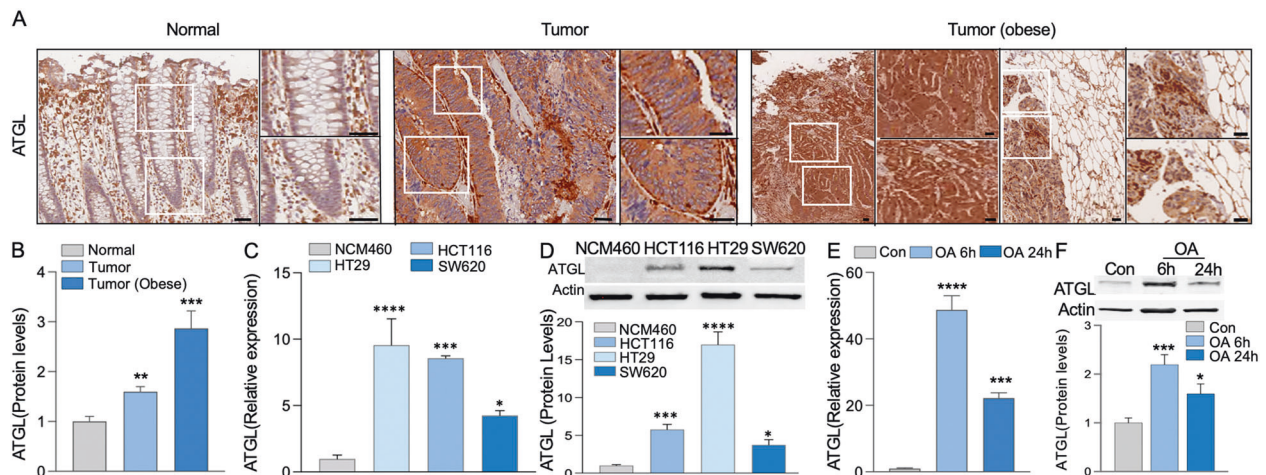 A
Normal
Tumor
Tumor (obese)
ATGL
B
Normal
Tumor
Tumor (Obese)
ATGL(Protein levels)
4
3
2
1
0
**
***
C
NCM460
HT29
HCT116
SW620
ATGL(Relative expression)
15
10
5
0
****
***
*
D
NCM460 HCT116 HT29 SW620
ATGL
Actin
NCM460
HCT116
HT29
SW620
ATGL (Protein Levels)
20
15
10
5
0
***
****
*
E
Con
OA 6h
OA 24h
ATGL(Relative expression)
60
40
20
0
****
***
F
OA
Con 6h 24h
ATGL
Actin
Con
OA 6h
OA 24h
ATGL(Protein levels)
3
2
1
0
***
*